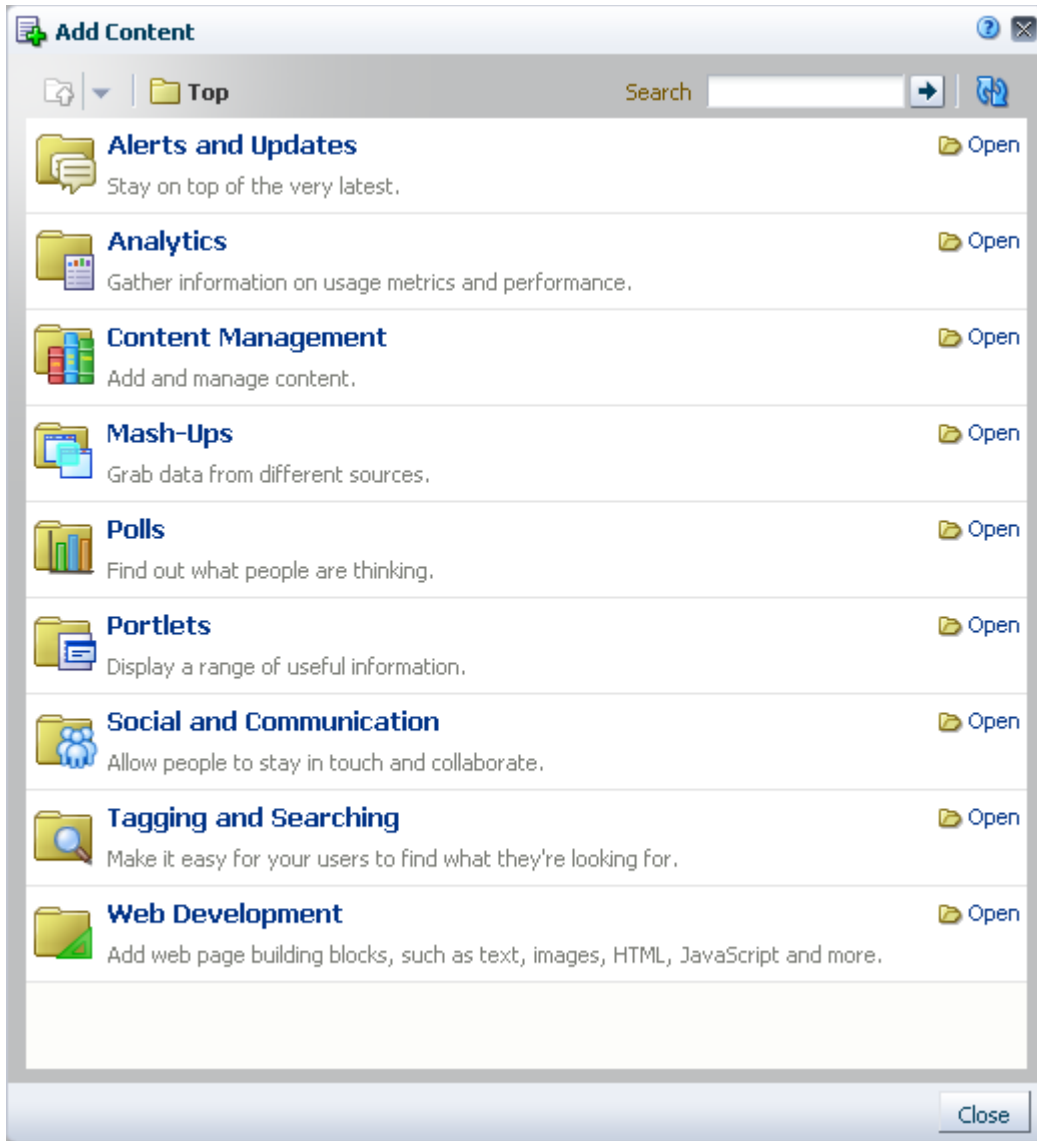 Add Content
Top
Search
Alerts and Updates
Open
Stay on top of the very latest.
Analytics
Open
Gather information on usage metrics and performance.
Content Management
Open
Add and manage content.
Mash-Ups
Open
Grab data from different sources.
Polls
Open
Find out what people are thinking.
Portlets
Open
Display a range of useful information.
Social and Communication
Open
Allow people to stay in touch and collaborate.
Tagging and Searching
Open
Make it easy for your users to find what they're looking for.
Web Development
Open
Add web page building blocks, such as text, images, HTML, JavaScript and more.
Close